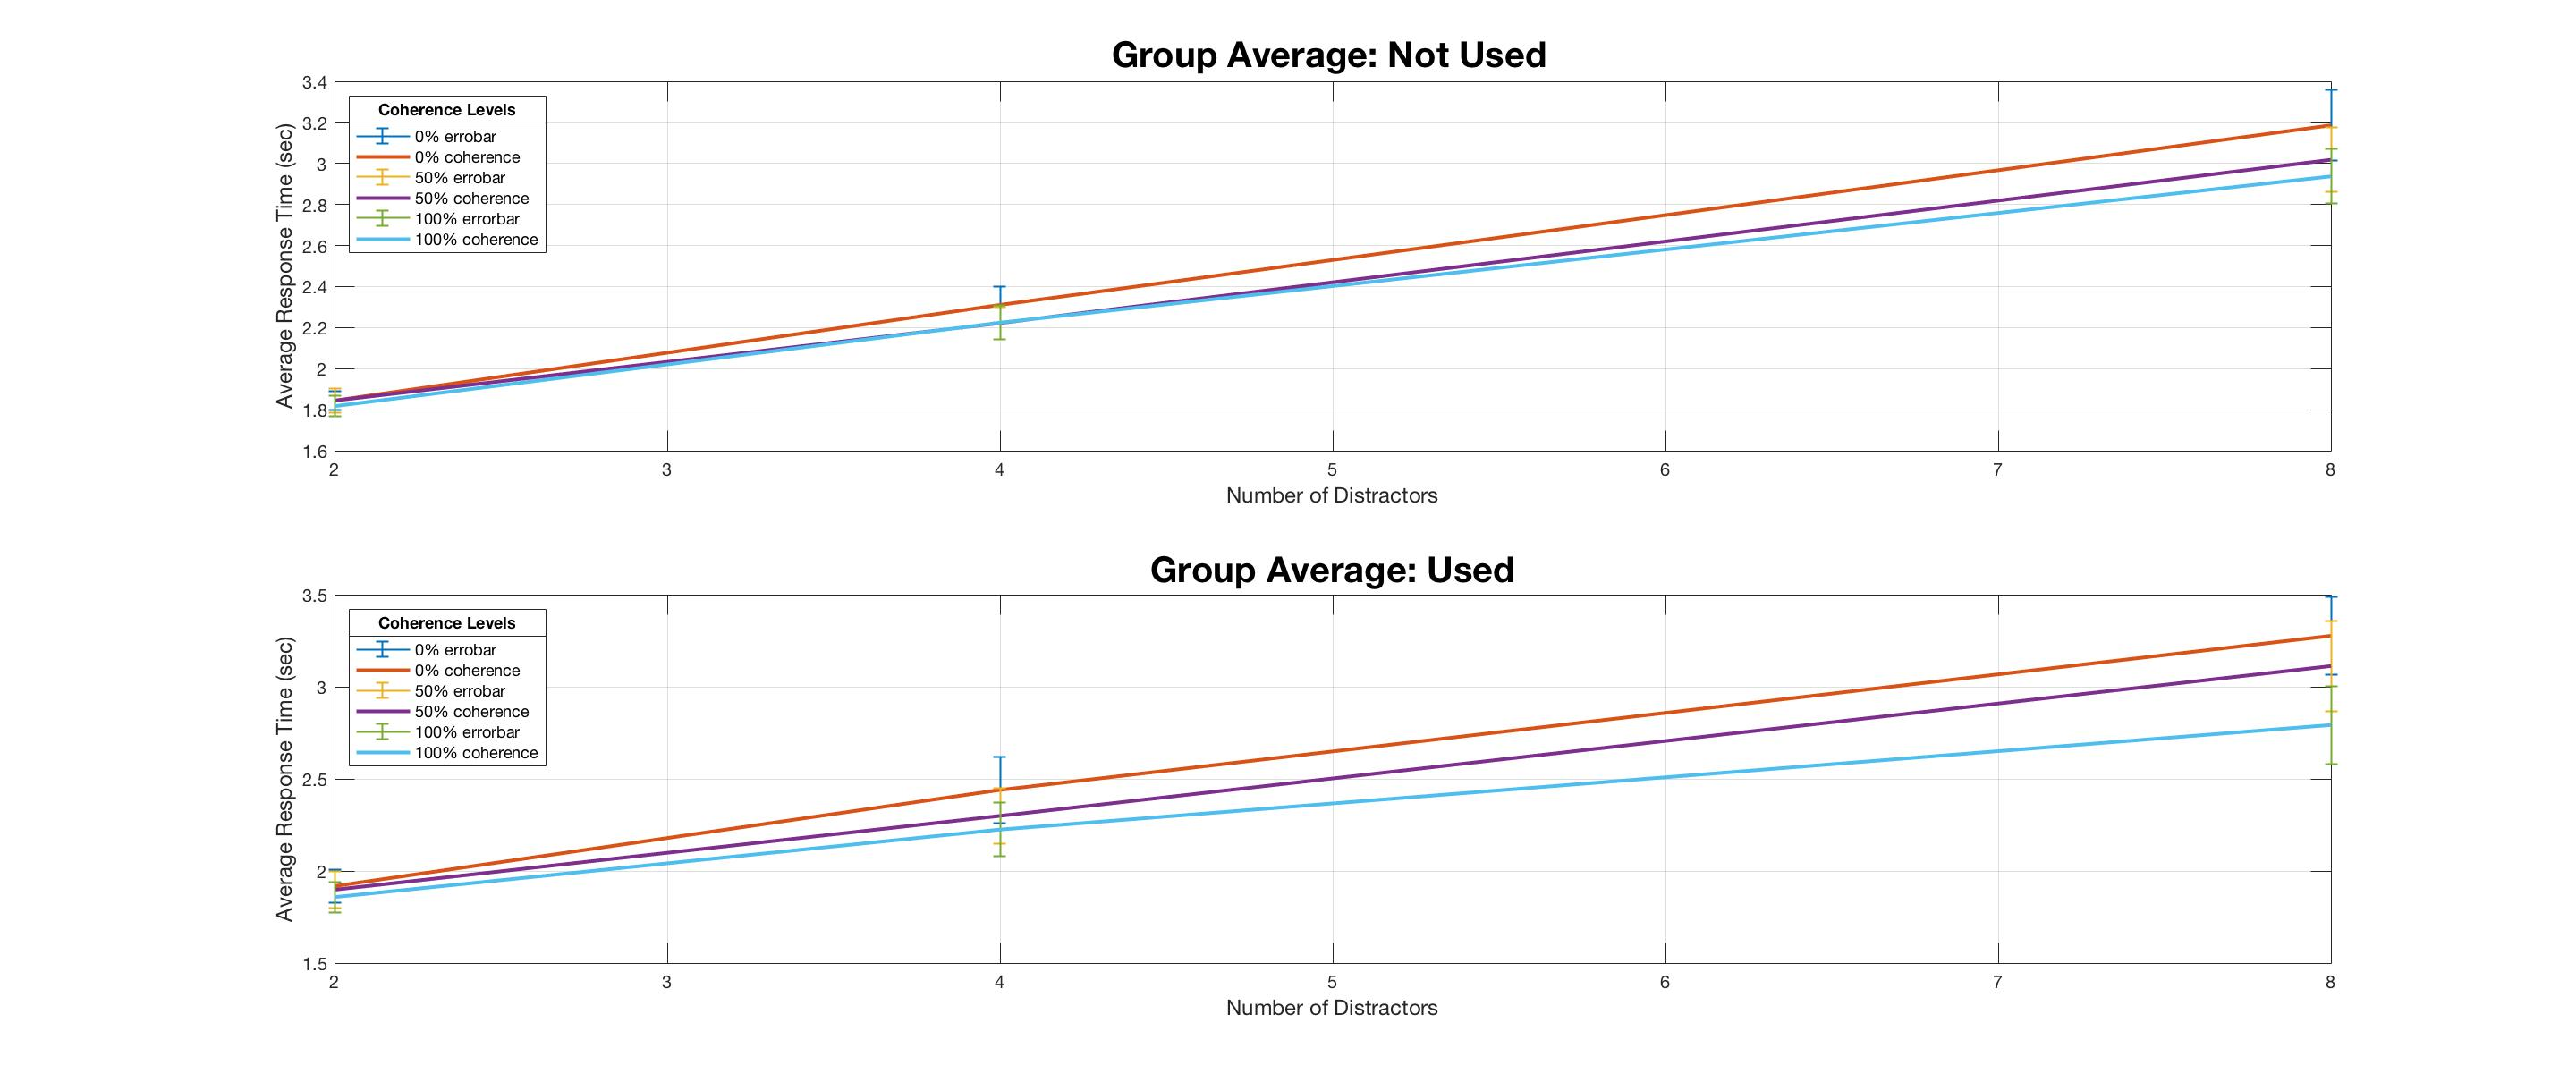 Group Average: Not Used
Average Response Time (sec)
3.4
3.2
3
2.8
2.6
2.4
2.2
2
1.8
1.6
Coherence Levels
0% errobar
0% coherence
50% errobar
50% coherence
100% errorbar
100% coherence
2 3 4 5 6 7 8
Number of Distractors
Group Average: Used
Average Response Time (sec)
3.5
3
2.5
2
1.5
Coherence Levels
0% errobar
0% coherence
50% errobar
50% coherence
100% errorbar
100% coherence
2 3 4 5 6 7 8
Number of Distractors